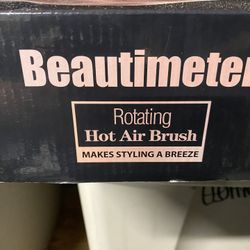 Beautimeter
Rotating
Hot Air Brush
MAKES STYLING A BREEZE